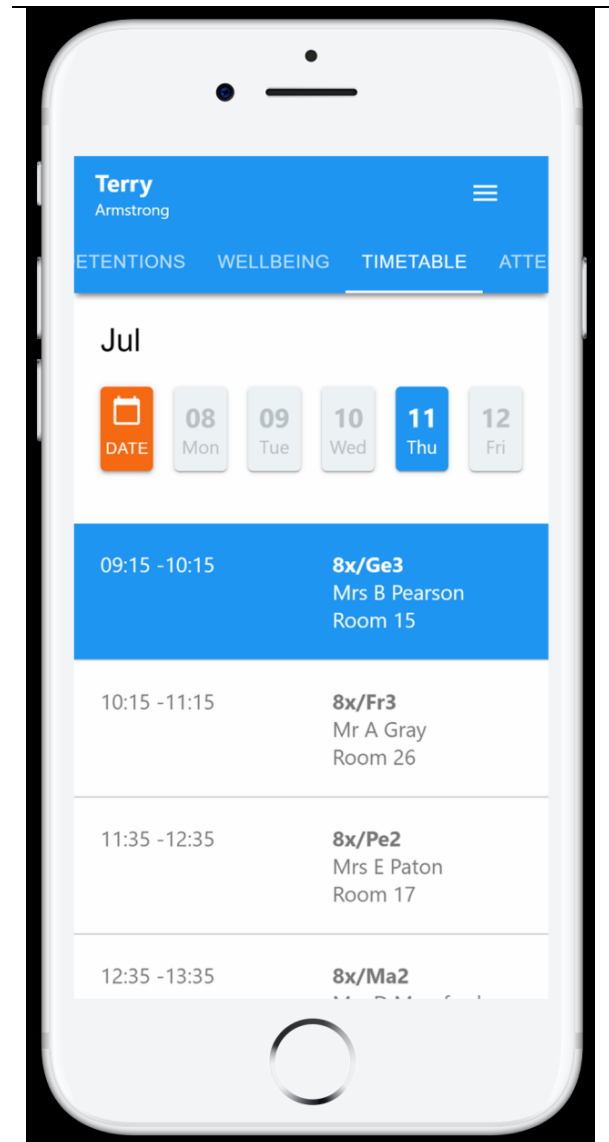 Terry
Armstrong
ETENTIONS WELLBEING TIMETABLE ATTE
Jul
DATE 08 Mon 09 Tue 10 Wed 11 Thu 12 Fri
09:15 -10:15 8x/Ge3
Mrs B Pearson
Room 15
10:15 -11:15 8x/Fr3
Mr A Gray
Room 26
11:35 -12:35 8x/Pe2
Mrs E Paton
Room 17
12:35 -13:35 8x/Ma2